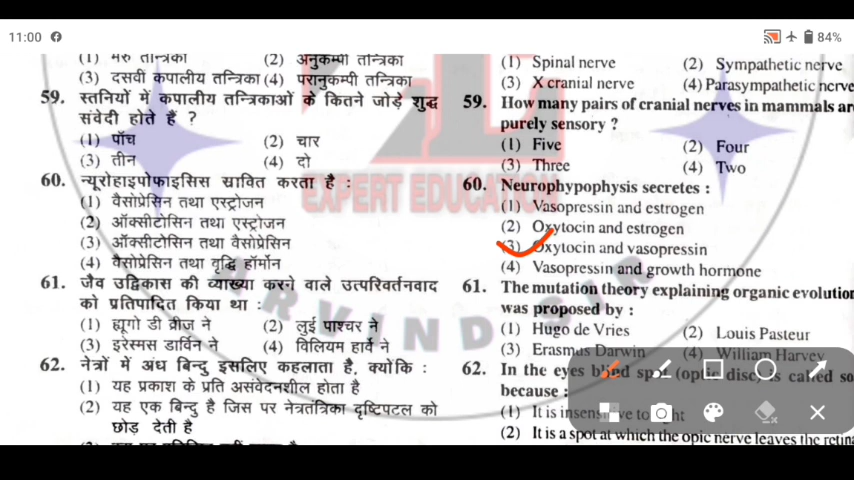 11:00
84%
(1) मेरु तन्त्रिका (2) अनुकम्पी तन्त्रिका
(3) दसवीं कपालीय तन्त्रिका (4) परानुकम्पी तन्त्रिका
59. स्तनियों में कपालीय तन्त्रिकाओं के कितने जोड़े शुद्ध
संवेदी होते हैं ?
(1) पाँच (2) चार
(3) तीन (4) दो
60. न्यूरोहाइपोफाइसिस स्रावित करता है :
(1) वैसोप्रेसिन तथा एस्ट्रोजन
(2) ऑक्सीटोसिन तथा एस्ट्रोजन
(3) ऑक्सीटोसिन तथा वैसोप्रेसिन
(4) वैसोप्रेसिन तथा वृद्धि हॉर्मोन
61. जैव उद्विकास की व्याख्या करने वाले उत्परिवर्तनवाद
को प्रतिपादित किया था :
(1) ह्यूगो डी व्रीज ने (2) लुई पाश्चर ने
(3) इरेस्मस डार्विन ने (4) विलियम हार्वे ने
62. नेत्रों में अंध बिन्दु इसलिए कहलाता है, क्योंकि :
(1) यह प्रकाश के प्रति असंवेदनशील होता है
(2) यह एक बिन्दु है जिस पर नेत्रतंत्रिका दृष्टिपटल को
छोड़ देती है
(1) Spinal nerve (2) Sympathetic nerve
(3) X cranial nerve (4) Parasympathetic nerve
59. How many pairs of cranial nerves in mammals are
purely sensory ?
(1) Five (2) Four
(3) Three (4) Two
60. Neurophypophysis secretes :
(1) Vasopressin and estrogen
(2) Oxytocin and estrogen
(3) Oxytocin and vasopressin
(4) Vasopressin and growth hormone
61. The mutation theory explaining organic evolution
was proposed by :
(1) Hugo de Vries (2) Louis Pasteur
(3) Erasmus Darwin (4) William Harvey
62. In the eyes blind spot (optic disc) is called so
because :
(1) It is insensitive to light
(2) It is a spot at which the opic nerve leaves the retina
EXPERT EDUCATION
ARVIND SIR